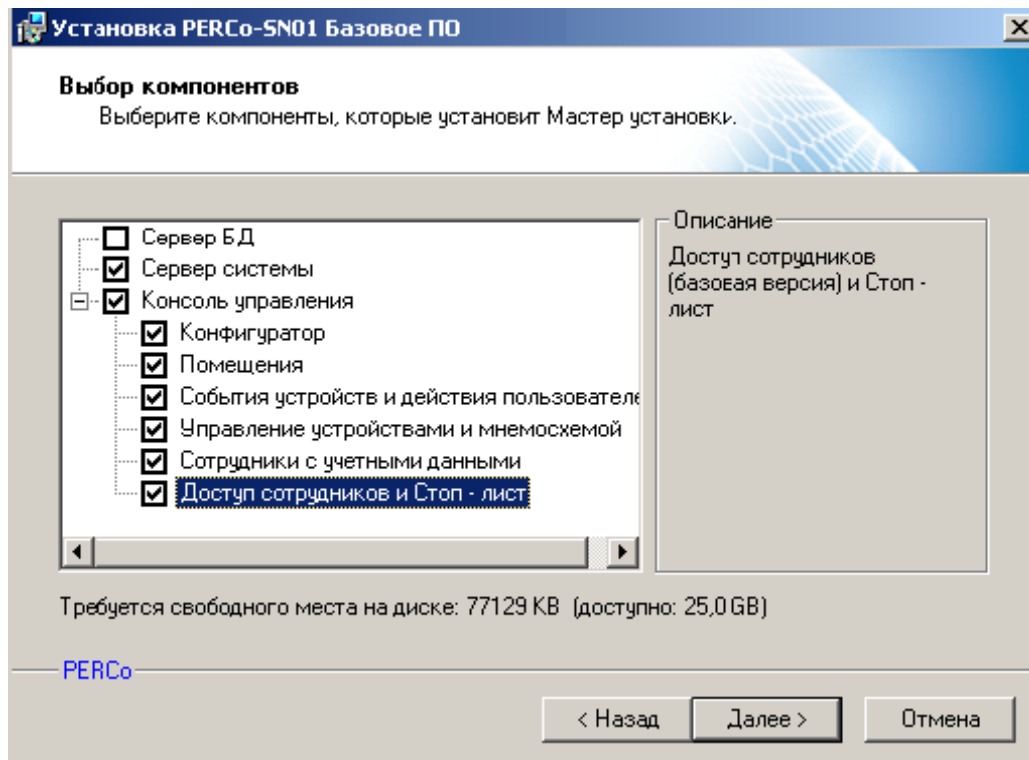 Установка PERCo-SN01 Базовое ПО
Выбор компонентов
Выберите компоненты, которые установит Мастер установки.
Сервер БД
Сервер системы
Консоль управления
Конфигуратор
Помещения
События устройств и действия пользователе
Управление устройствами и мнемосхемой
Сотрудники с учетными данными
Доступ сотрудников и Стоп - лист
Описание
Доступ сотрудников
(базовая версия) и Стоп -
лист
Требуется свободного места на диске: 77129 KB (доступно: 25,0 GB)
PERCo
< Назад
Далее >
Отмена